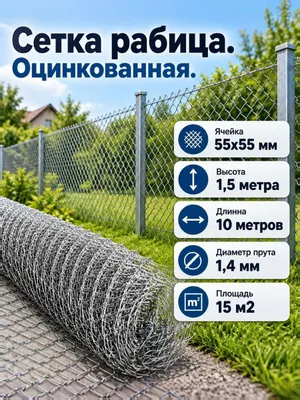 Сетка рабица.
Оцинкованная.
Ячейка
55х55 мм
Высота
1,5 метра
Длинна
10 метров
Диаметр прута
1,4 мм
м²
Площадь
15 м2